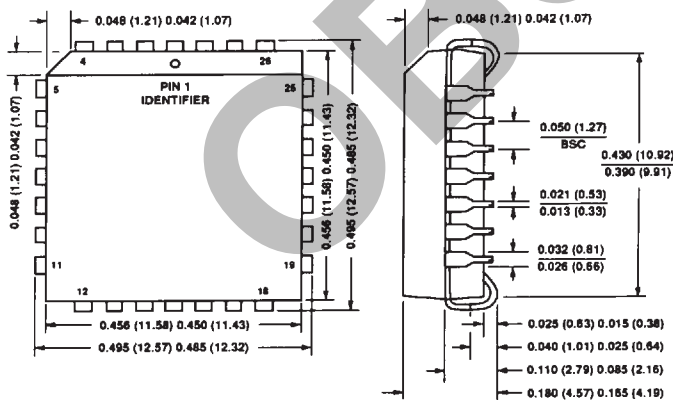 0.048 (1.21) 0.042 (1.07)
4
26
PIN 1
IDENTIFIER
5
25
0.048 (1.21) 0.042 (1.07)
0.456 (11.58) 0.450 (11.43)
0.495 (12.57) 0.485 (12.32)
11
19
12
18
0.456 (11.58) 0.450 (11.43)
0.495 (12.57) 0.485 (12.32)
0.048 (1.21) 0.042 (1.07)
0.050 (1.27)
BSC
0.430 (10.92)
0.390 (9.91)
0.021 (0.53)
0.013 (0.33)
0.032 (0.81)
0.026 (0.66)
0.025 (0.63) 0.015 (0.38)
0.040 (1.01) 0.025 (0.64)
0.110 (2.79) 0.085 (2.16)
0.180 (4.57) 0.165 (4.19)